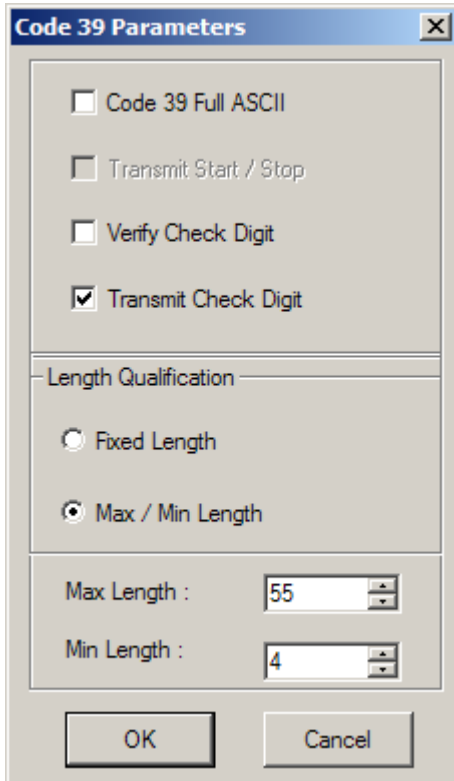 Code 39 Parameters
Code 39 Full ASCII
Transmit Start / Stop
Verify Check Digit
Transmit Check Digit
Length Qualification
Fixed Length
Max / Min Length
Max Length : 55
Min Length : 4
OK Cancel